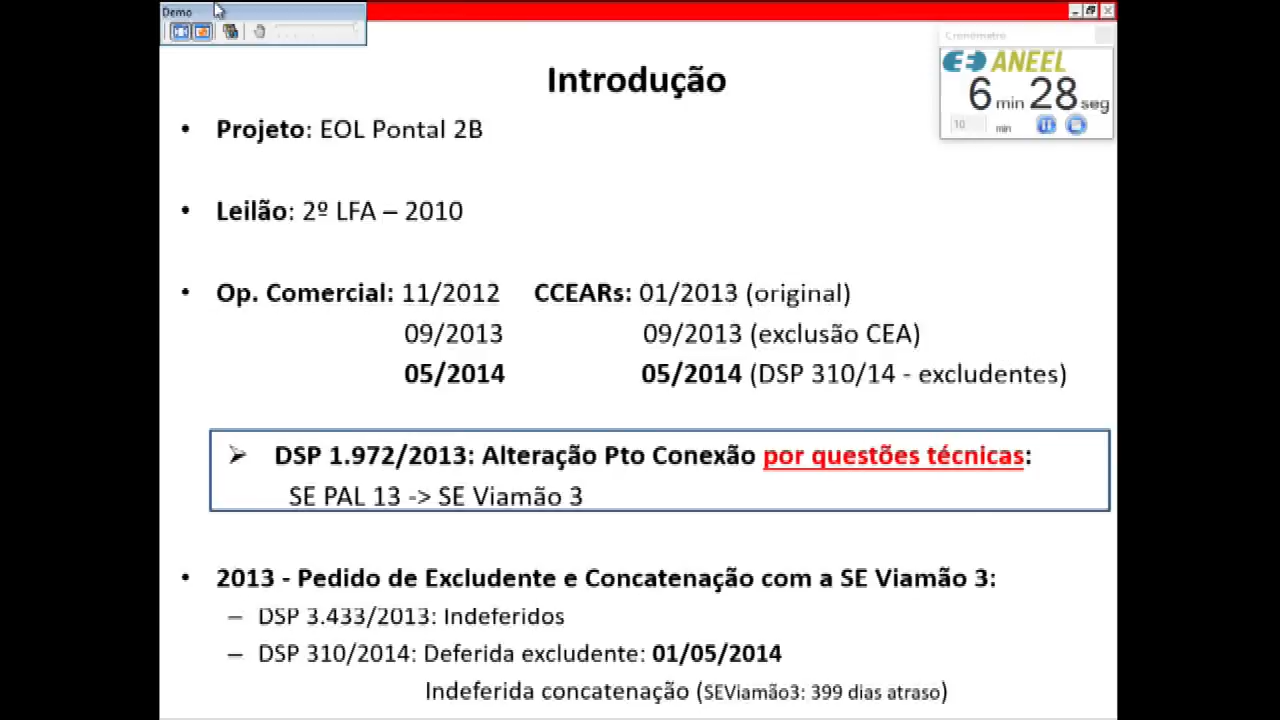 Demo
Cronômetro
ANEEL
6 min 28 seg
10 min
Introdução
• Projeto: EOL Pontal 2B
• Leilão: 2º LFA – 2010
• Op. Comercial: 11/2012 CCEARs: 01/2013 (original)
09/2013 09/2013 (exclusão CEA)
05/2014 05/2014 (DSP 310/14 - excludentes)
➢ DSP 1.972/2013: Alteração Pto Conexão por questões técnicas:
SE PAL 13 -> SE Viamão 3
• 2013 - Pedido de Excludente e Concatenação com a SE Viamão 3:
– DSP 3.433/2013: Indeferidos
– DSP 310/2014: Deferida excludente: 01/05/2014
Indeferida concatenação (SEViamão3: 399 dias atraso)